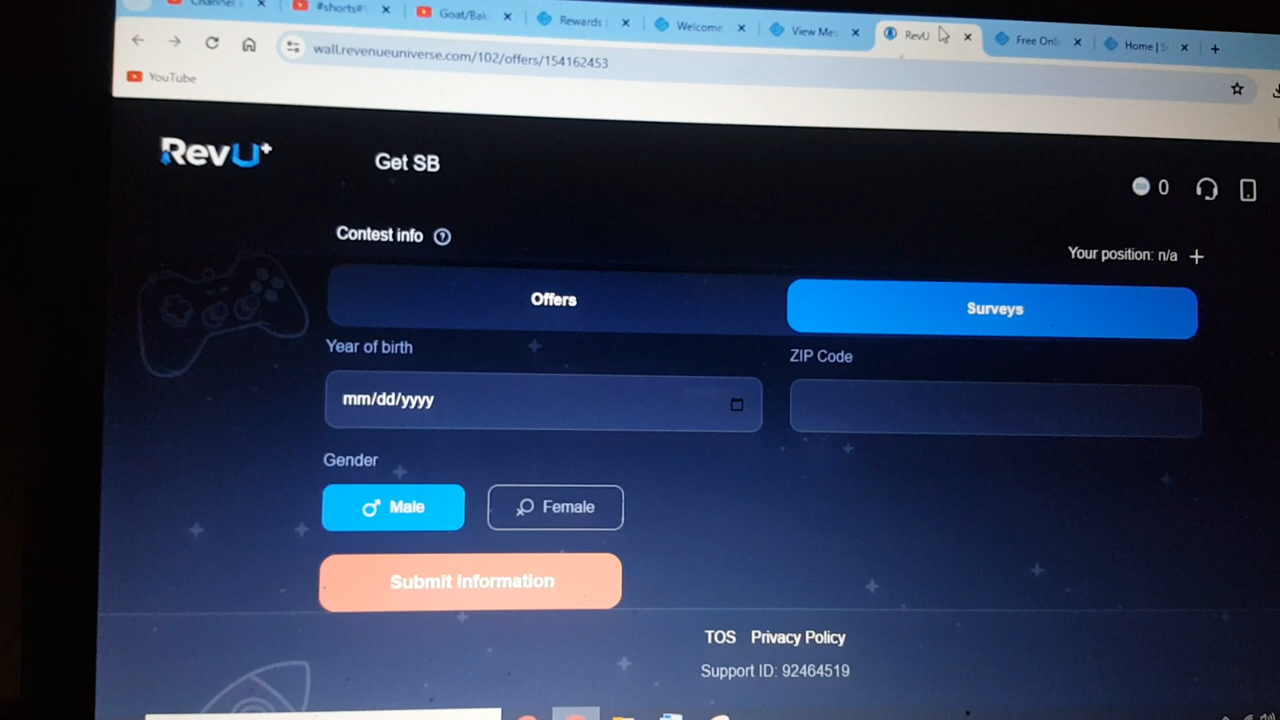 #shorts#
Goat/Bak
Rewards
Welcome
View Me
RevU
Free Onli
Home | S
wall.revenueuniverse.com/102/offers/154162453
YouTube
RevU+
Get SB
0
Contest info ?
Your position: n/a +
Offers
Surveys
Year of birth
ZIP Code
mm/dd/yyyy
Gender
Male
Female
Submit information
TOS Privacy Policy
Support ID: 92464519